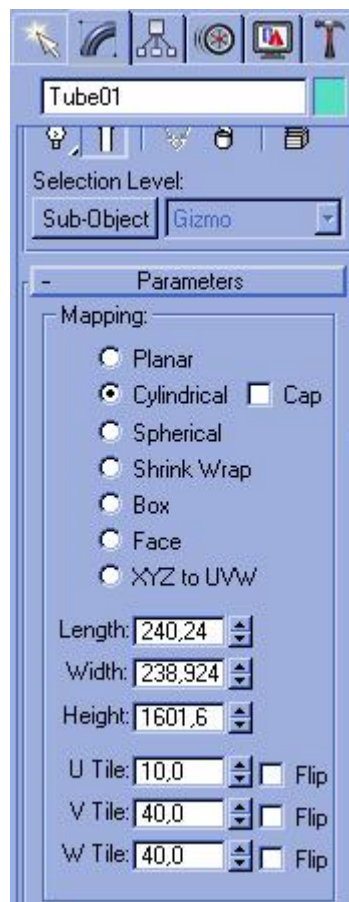 Tube01
Selection Level:
Sub-Object Gizmo
- Parameters
Mapping:
Planar
Cylindrical Cap
Spherical
Shrink Wrap
Box
Face
XYZ to UVW
Length: 240,24
Width: 238,924
Height: 1601,6
U Tile: 10,0 Flip
V Tile: 40,0 Flip
W Tile: 40,0 Flip